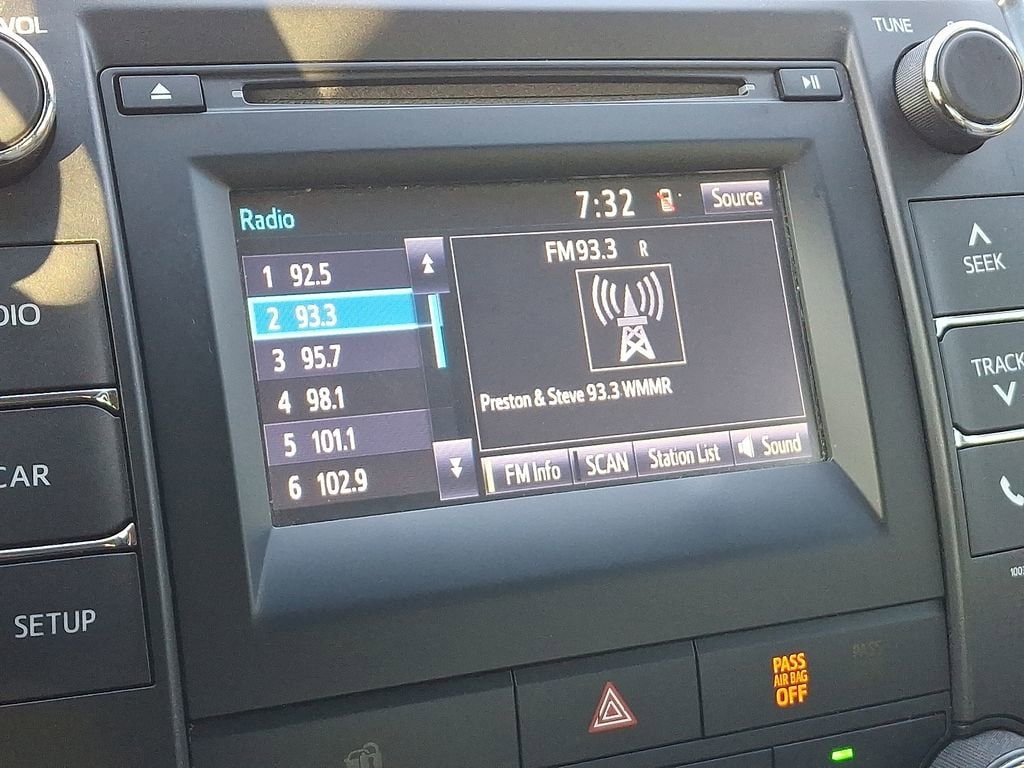 VOL
TUNE
Radio
7:32
Source
1 92.5
2 93.3
3 95.7
4 98.1
5 101.1
6 102.9
FM93.3 R
Preston & Steve 93.3 WMMR
FM Info
SCAN
Station List
Sound
DIO
CAR
SETUP
SEEK
TRACK
PASS
AIR BAG
OFF
PASS